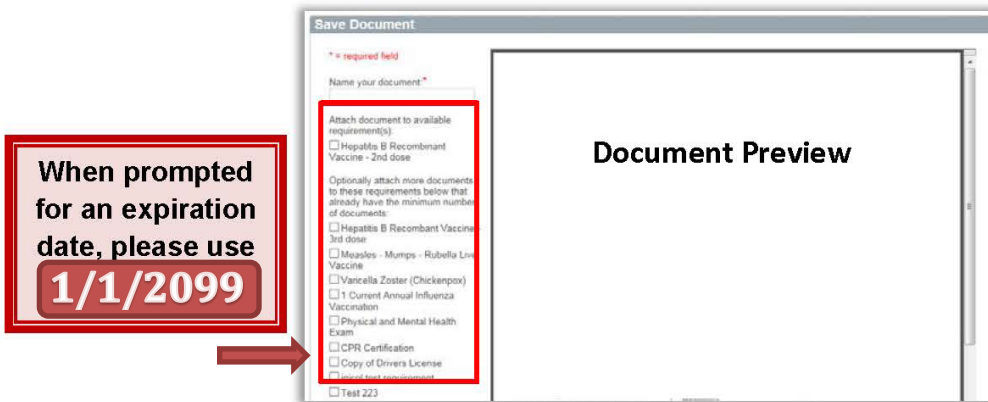 Save Document
* = required field
Name your document:*
Attach document to available
requirement(s):
Hepatitis B Recombinant
Vaccine - 2nd dose
Optionally attach more documents
to these requirements below that
already have the minimum number
of documents:
Hepatitis B Recombant Vaccine -
3rd dose
Measles - Mumps - Rubella Live
Vaccine
Varicella Zoster (Chickenpox)
1 Current Annual Influenza
Vaccination
Physical and Mental Health
Exam
CPR Certification
Copy of Drivers License
test requirement
Test 223
Document Preview
When prompted
for an expiration
date, please use
1/1/2099